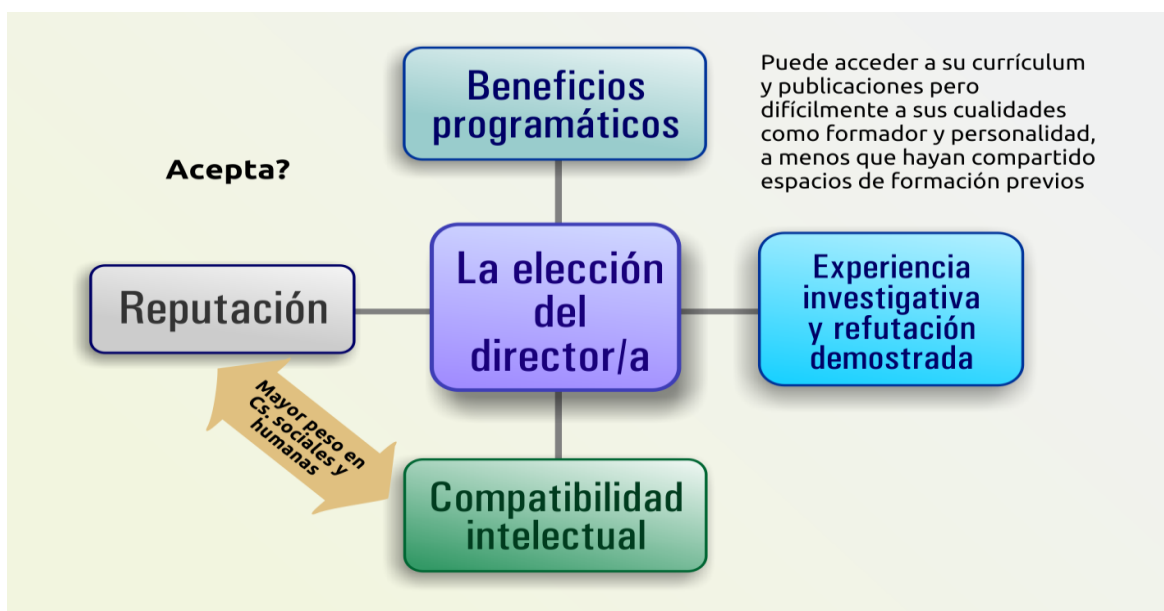 Beneficios
programáticos
Puede acceder a su currículum
y publicaciones pero
difícilmente a sus cualidades
como formador y personalidad,
a menos que hayan compartido
espacios de formación previos
Acepta?
Reputación
La elección
del
director/a
Experiencia
investigativa
y refutación
demostrada
Mayor peso en
Cs. sociales y
humanas
Compatibilidad
intelectual